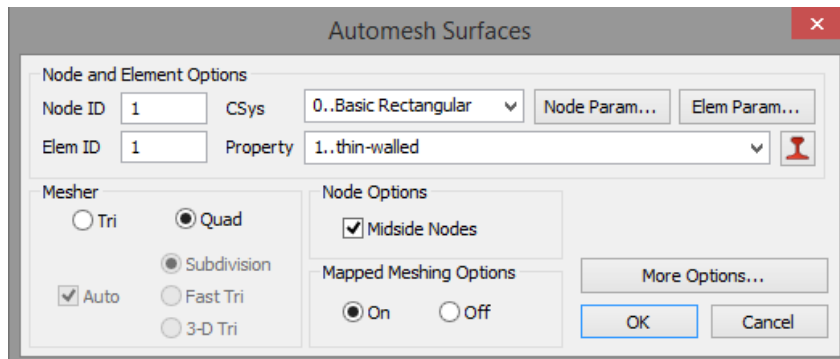 Automesh Surfaces
Node and Element Options
Node ID 1 CSys 0..Basic Rectangular Node Param... Elem Param...
Elem ID 1 Property 1..thin-walled
Mesher
Tri Quad
Subdivision
Auto Fast Tri
3-D Tri
Node Options
Midside Nodes
Mapped Meshing Options
On Off
More Options...
OK Cancel